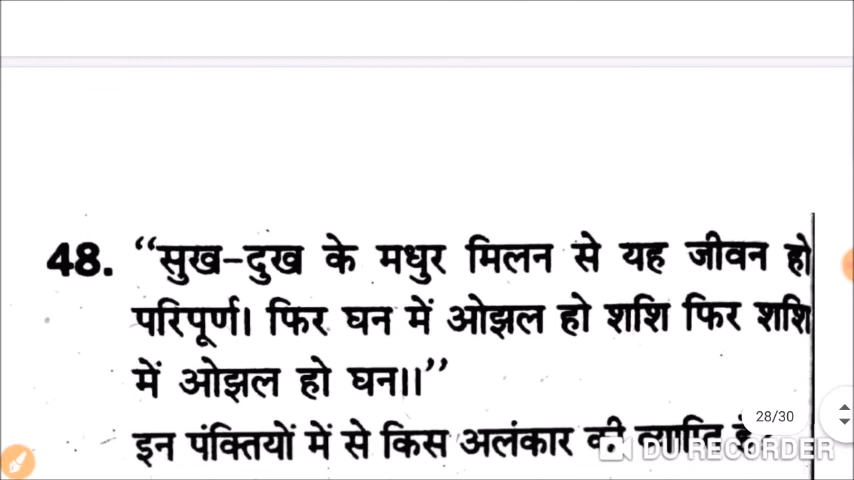 48. “सुख-दुख के मधुर मिलन से यह जीवन हो
परिपूर्ण। फिर घन में ओझल हो शशि फिर शशि
में ओझल हो घन।।”
28/30
इन पंक्तियों में से किस अलंकार की व्याप्ति है
DU RECORDER